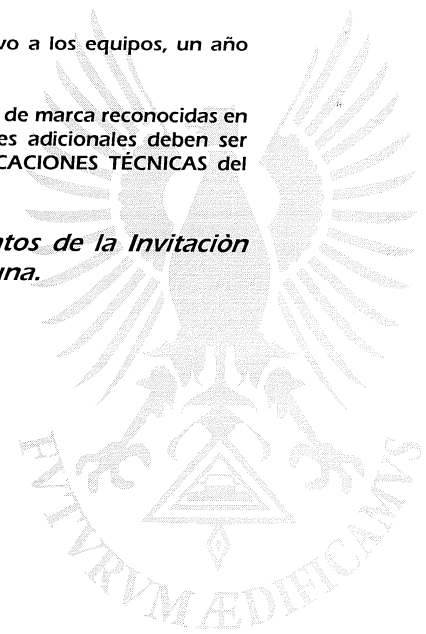 vo a los equipos, un año
de marca reconocidas en
es adicionales deben ser
CACIONES TÉCNICAS del
ntos de la Invitaciòn
una.
FVTVRVM ÆDIFICAMVS